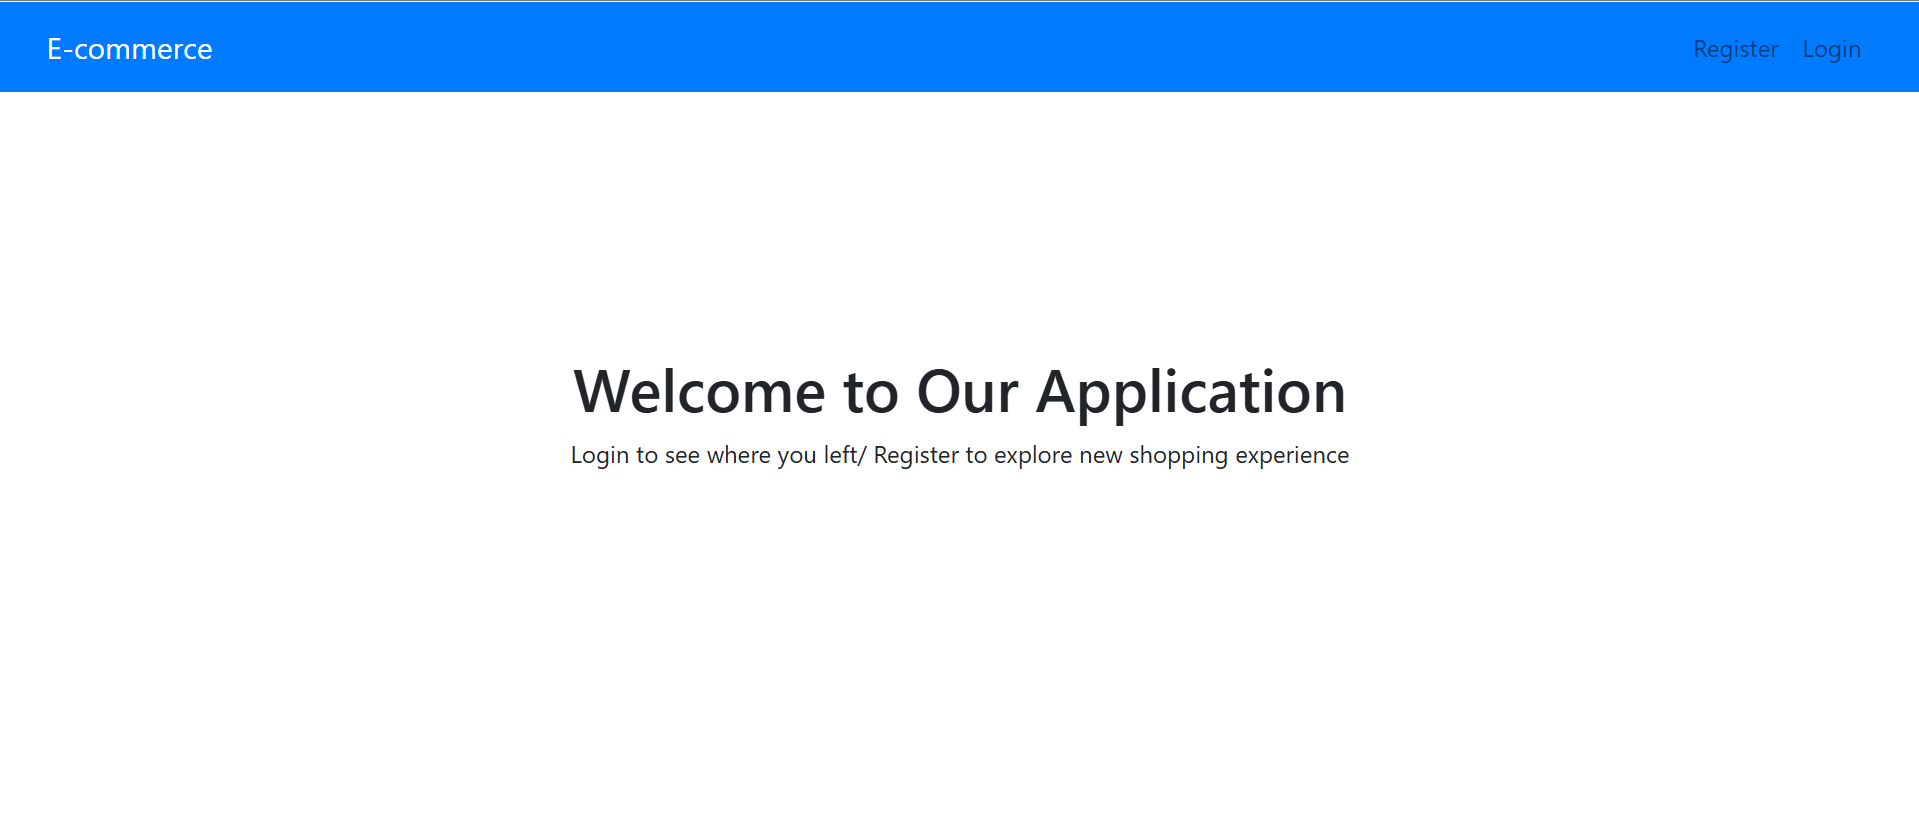 E-commerce
Register Login
Welcome to Our Application
Login to see where you left/ Register to explore new shopping experience